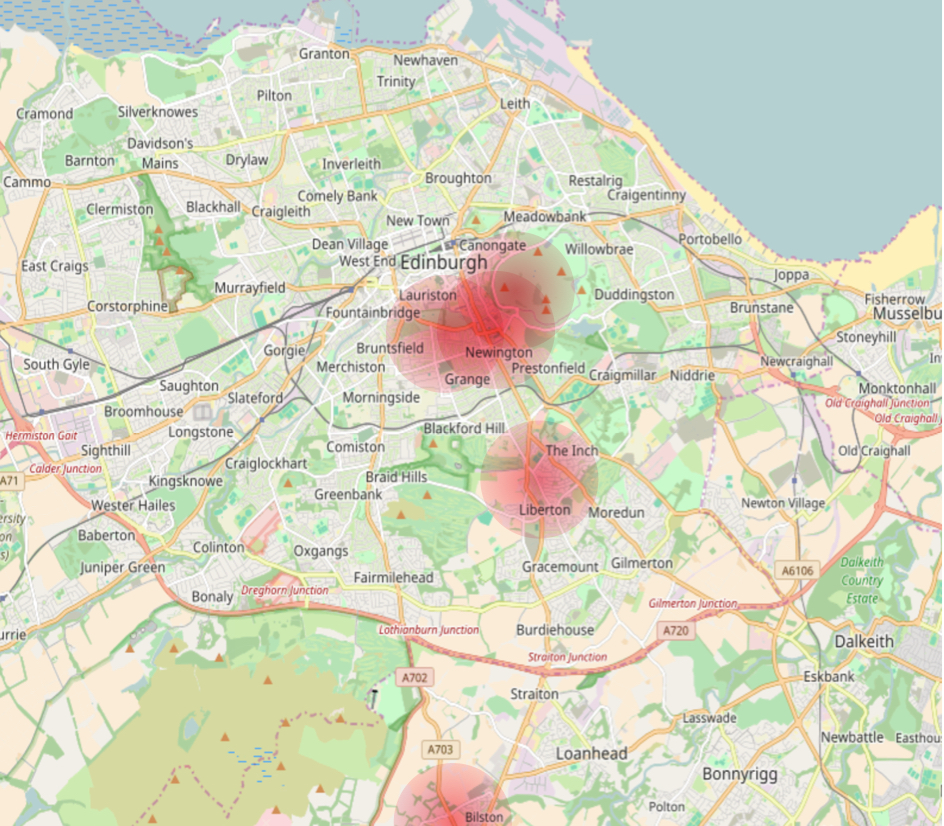 Granton
Newhaven
Trinity
Pilton
Leith
Cramond
Silverknowes
Davidson's
Mains
Barnton
Drylaw
Inverleith
Broughton
Restalrig
Craigentinny
Cammo
Comely Bank
Clermiston
Blackhall
Craigleith
New Town
Meadowbank
Dean Village
Canongate
Willowbrae
Portobello
West End
Edinburgh
East Craigs
Joppa
Murrayfield
Lauriston
Duddingston
Corstorphine
Fountainbridge
Brunstane
Fisherrow
Musselbu
Stoneyhill
Gorgie
Bruntsfield
Newington
South Gyle
Merchiston
Prestonfield
Craigmillar
Niddrie
Newcraighall
In
Saughton
Grange
Monktonhall
Slateford
Morningside
Old Craighall Junction
Broomhouse
Old Craighall
Longstone
Blackford Hill
Hermiston Gait
Sighthill
Comiston
The Inch
Old Craighall
Calder Junction
Craiglockhart
A71
Kingsknowe
Braid Hills
Greenbank
Wester Hailes
Liberton
Moredun
Newton Village
ersity
on
s)
Baberton
Colinton
Oxgangs
Juniper Green
Gracemount
Gilmerton
A6106
Dalkeith
Country
Estate
Fairmilehead
Dreghorn Junction
Bonaly
Gilmerton Junction
urrie
Lothianburn Junction
Burdiehouse
A720
Dalkeith
Straiton Junction
A702
Eskbank
Straiton
Lasswade
Newbattle
Easthou
A703
Loanhead
Bonnyrigg
Polton
Bilston